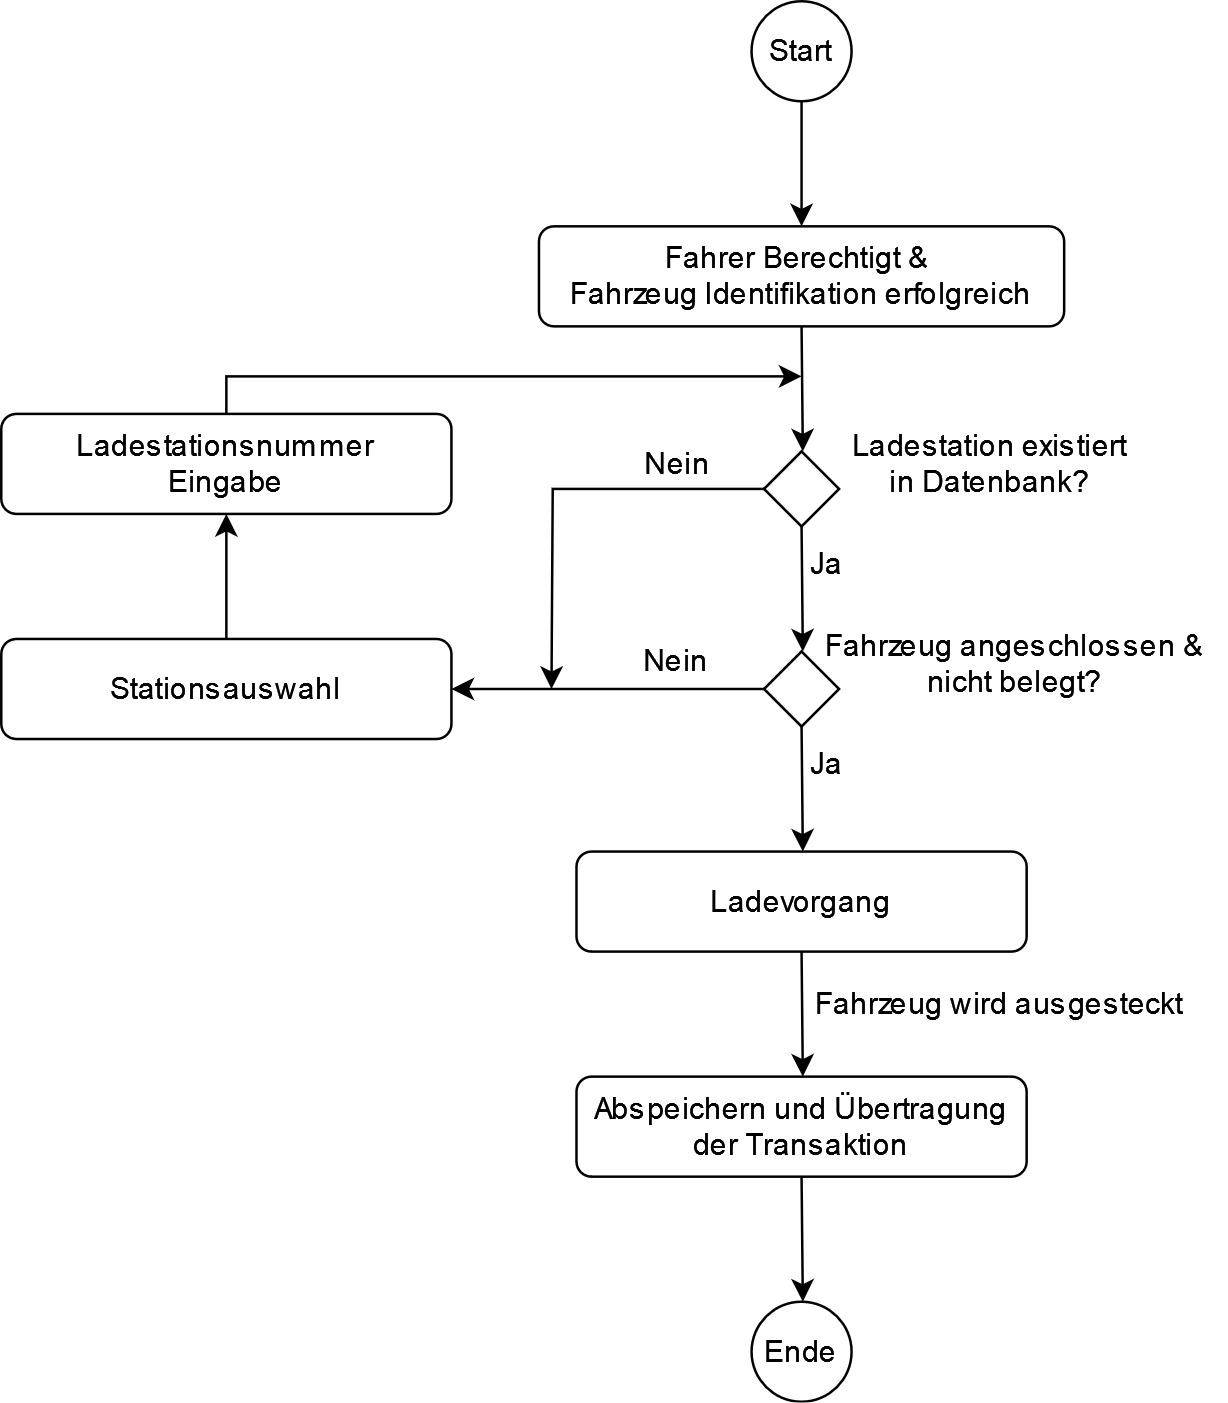 Start
Fahrer Berechtigt &
Fahrzeug Identifikation erfolgreich
Ladestationsnummer
Eingabe
Nein
Ladestation existiert
in Datenbank?
Ja
Stationsauswahl
Nein
Fahrzeug angeschlossen &
nicht belegt?
Ja
Ladevorgang
Fahrzeug wird ausgesteckt
Abspeichern und Übertragung
der Transaktion
Ende